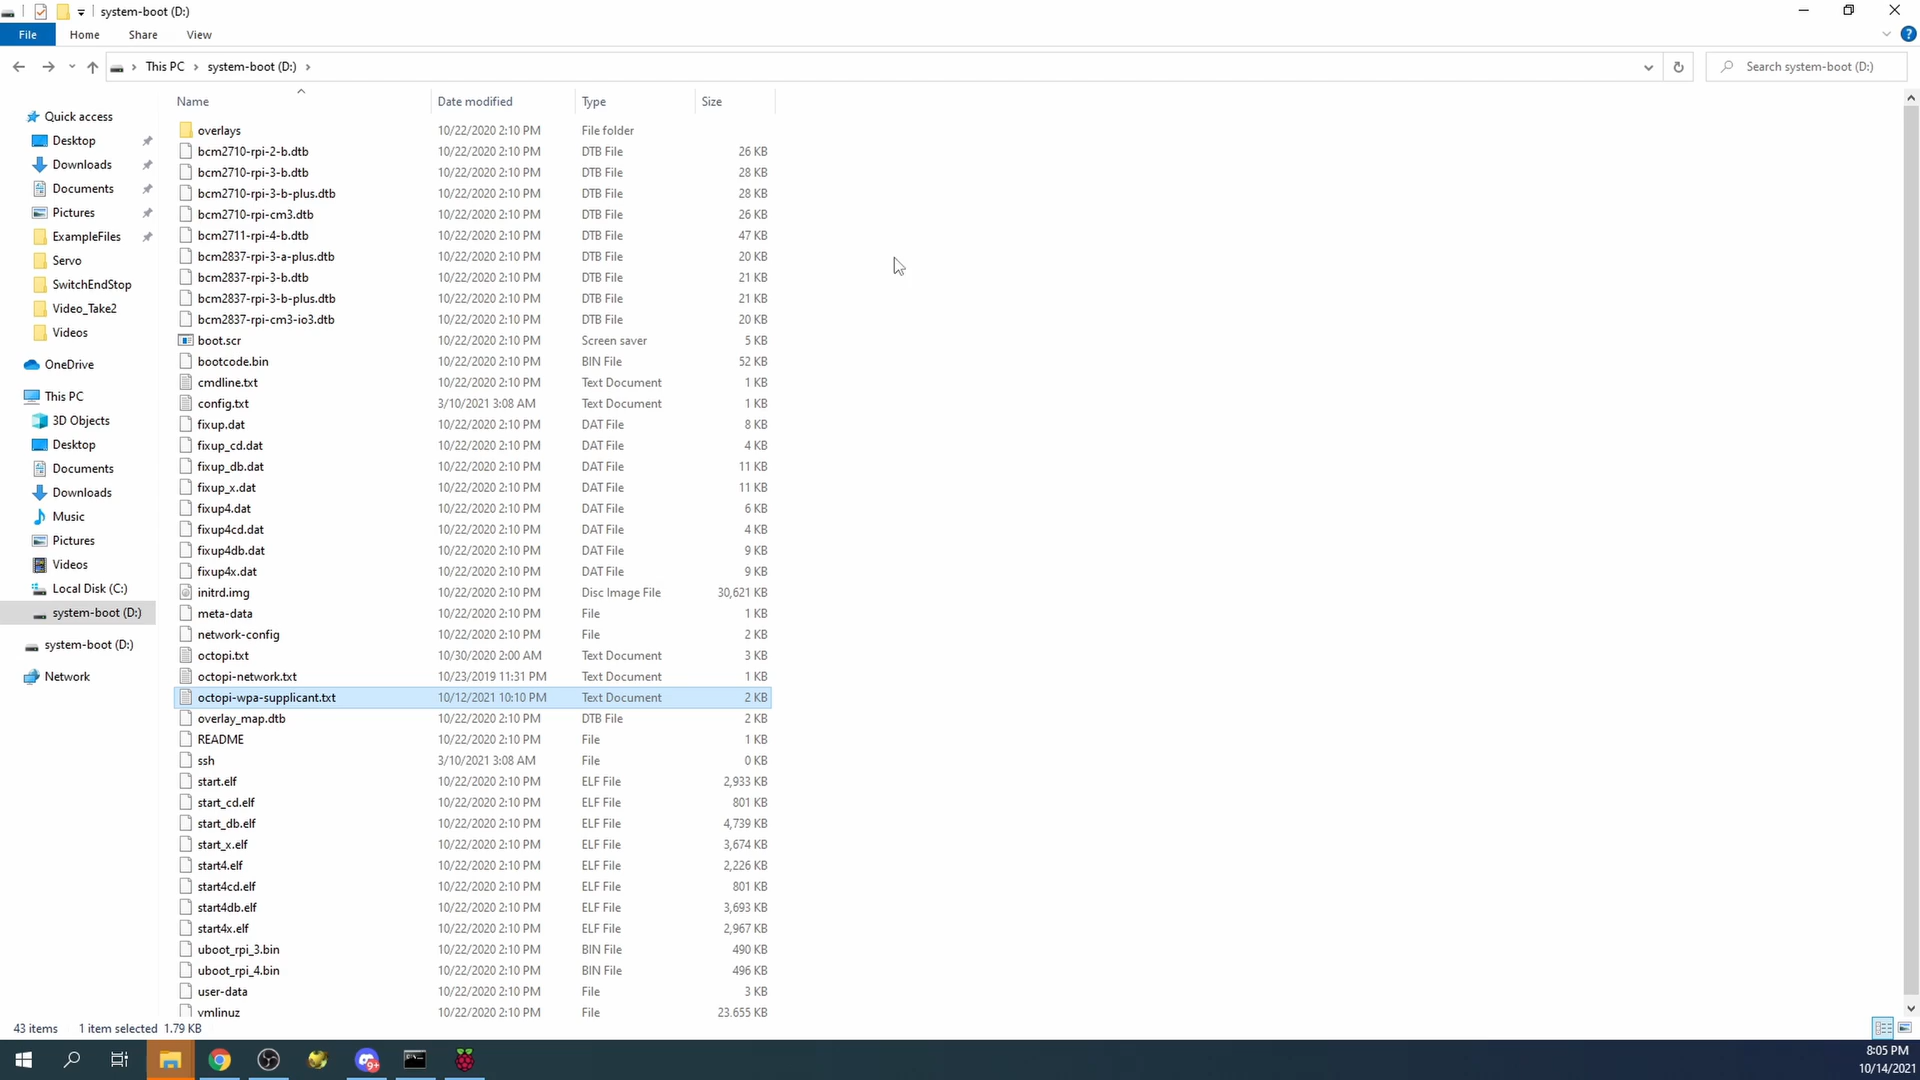 system-boot (D:)
File Home Share View
This PC system-boot (D:) Search system-boot (D:)
Name Date modified Type Size
Quick access
Desktop
Downloads
Documents
Pictures
ExampleFiles
Servo
SwitchEndStop
Video_Take2
Videos
OneDrive
This PC
3D Objects
Desktop
Documents
Downloads
Music
Pictures
Videos
Local Disk (C:)
system-boot (D:)
system-boot (D:)
Network
overlays 10/22/2020 2:10 PM File folder
bcm2710-rpi-2-b.dtb 10/22/2020 2:10 PM DTB File 26 KB
bcm2710-rpi-3-b.dtb 10/22/2020 2:10 PM DTB File 28 KB
bcm2710-rpi-3-b-plus.dtb 10/22/2020 2:10 PM DTB File 28 KB
bcm2710-rpi-cm3.dtb 10/22/2020 2:10 PM DTB File 26 KB
bcm2711-rpi-4-b.dtb 10/22/2020 2:10 PM DTB File 47 KB
bcm2837-rpi-3-a-plus.dtb 10/22/2020 2:10 PM DTB File 20 KB
bcm2837-rpi-3-b.dtb 10/22/2020 2:10 PM DTB File 21 KB
bcm2837-rpi-3-b-plus.dtb 10/22/2020 2:10 PM DTB File 21 KB
bcm2837-rpi-cm3-io3.dtb 10/22/2020 2:10 PM DTB File 20 KB
boot.scr 10/22/2020 2:10 PM Screen saver 5 KB
bootcode.bin 10/22/2020 2:10 PM BIN File 52 KB
cmdline.txt 10/22/2020 2:10 PM Text Document 1 KB
config.txt 3/10/2021 3:08 AM Text Document 1 KB
fixup.dat 10/22/2020 2:10 PM DAT File 8 KB
fixup_cd.dat 10/22/2020 2:10 PM DAT File 4 KB
fixup_db.dat 10/22/2020 2:10 PM DAT File 11 KB
fixup_x.dat 10/22/2020 2:10 PM DAT File 11 KB
fixup4.dat 10/22/2020 2:10 PM DAT File 6 KB
fixup4cd.dat 10/22/2020 2:10 PM DAT File 4 KB
fixup4db.dat 10/22/2020 2:10 PM DAT File 9 KB
fixup4x.dat 10/22/2020 2:10 PM DAT File 9 KB
initrd.img 10/22/2020 2:10 PM Disc Image File 30,621 KB
meta-data 10/22/2020 2:10 PM File 1 KB
network-config 10/22/2020 2:10 PM File 2 KB
octopi.txt 10/30/2020 2:00 AM Text Document 3 KB
octopi-network.txt 10/23/2019 11:31 PM Text Document 1 KB
octopi-wpa-supplicant.txt 10/12/2021 10:10 PM Text Document 2 KB
overlay_map.dtb 10/22/2020 2:10 PM DTB File 2 KB
README 10/22/2020 2:10 PM File 1 KB
ssh 3/10/2021 3:08 AM File 0 KB
start.elf 10/22/2020 2:10 PM ELF File 2,933 KB
start_cd.elf 10/22/2020 2:10 PM ELF File 801 KB
start_db.elf 10/22/2020 2:10 PM ELF File 4,739 KB
start_x.elf 10/22/2020 2:10 PM ELF File 3,674 KB
start4.elf 10/22/2020 2:10 PM ELF File 2,226 KB
start4cd.elf 10/22/2020 2:10 PM ELF File 801 KB
start4db.elf 10/22/2020 2:10 PM ELF File 3,693 KB
start4x.elf 10/22/2020 2:10 PM ELF File 2,967 KB
uboot_rpi_3.bin 10/22/2020 2:10 PM BIN File 490 KB
uboot_rpi_4.bin 10/22/2020 2:10 PM BIN File 496 KB
user-data 10/22/2020 2:10 PM File 3 KB
vmlinuz 10/22/2020 2:10 PM File 23,655 KB
43 items 1 item selected 1.79 KB
9+
8:05 PM
10/14/2021